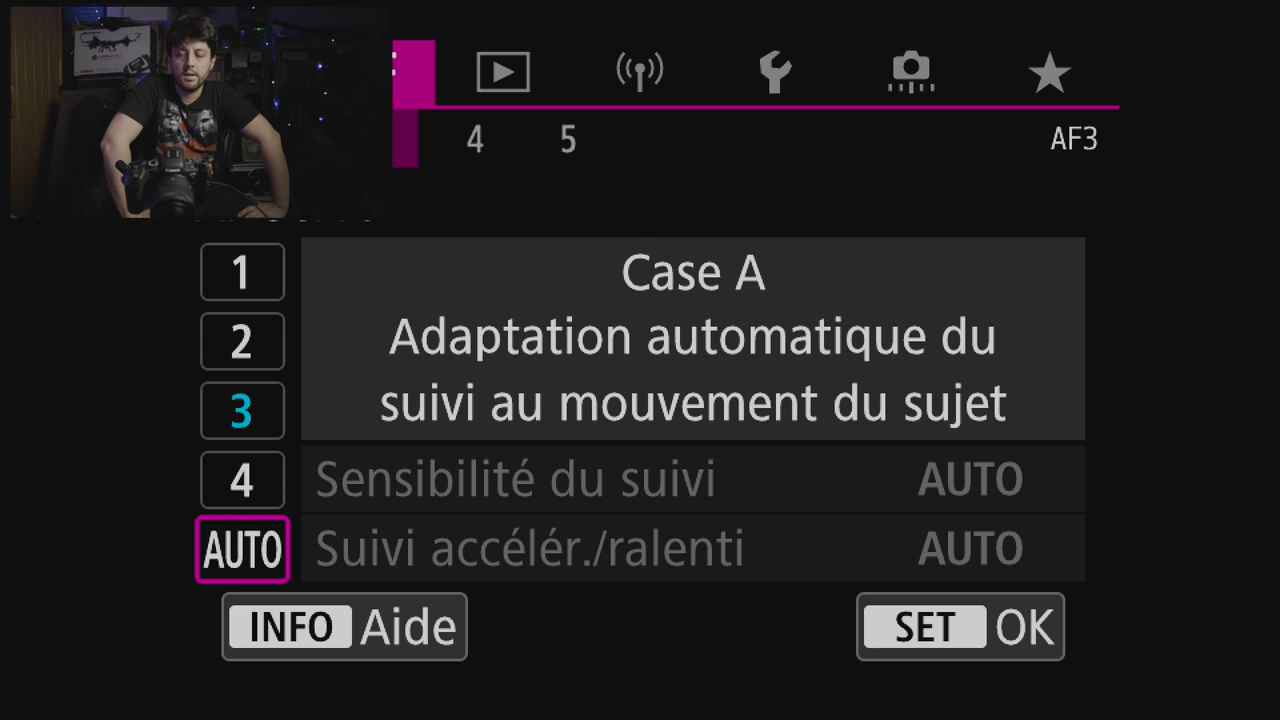 4 5 AF3
1
2
3
4
AUTO
Case A
Adaptation automatique du
suivi au mouvement du sujet
Sensibilité du suivi AUTO
Suivi accélér./ralenti AUTO
INFO Aide
SET OK